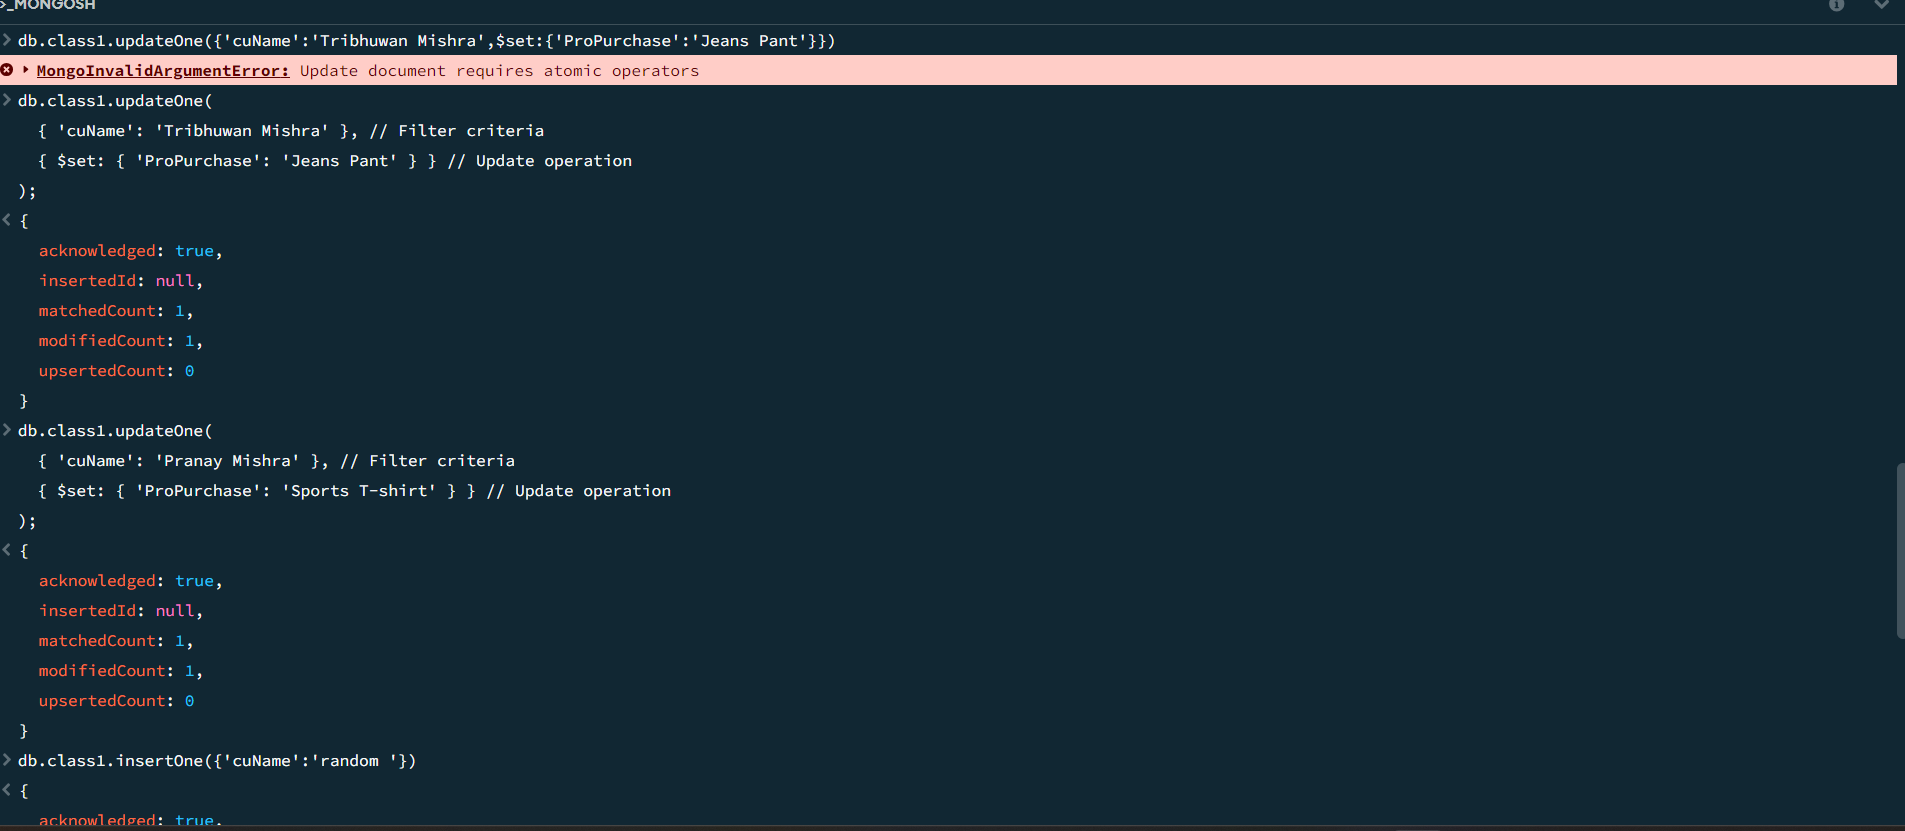 >_MONGOSH
> db.class1.updateOne({'cuName':'Tribhuwan Mishra',$set:{'ProPurchase':'Jeans Pant'}})
MongoInvalidArgumentError: Update document requires atomic operators
> db.class1.updateOne(
{ 'cuName': 'Tribhuwan Mishra' }, // Filter criteria
{ $set: { 'ProPurchase': 'Jeans Pant' } } // Update operation
);
< {
acknowledged: true,
insertedId: null,
matchedCount: 1,
modifiedCount: 1,
upsertedCount: 0
}
> db.class1.updateOne(
{ 'cuName': 'Pranay Mishra' }, // Filter criteria
{ $set: { 'ProPurchase': 'Sports T-shirt' } } // Update operation
);
< {
acknowledged: true,
insertedId: null,
matchedCount: 1,
modifiedCount: 1,
upsertedCount: 0
}
> db.class1.insertOne({'cuName':'random '})
< {
acknowledged: true,